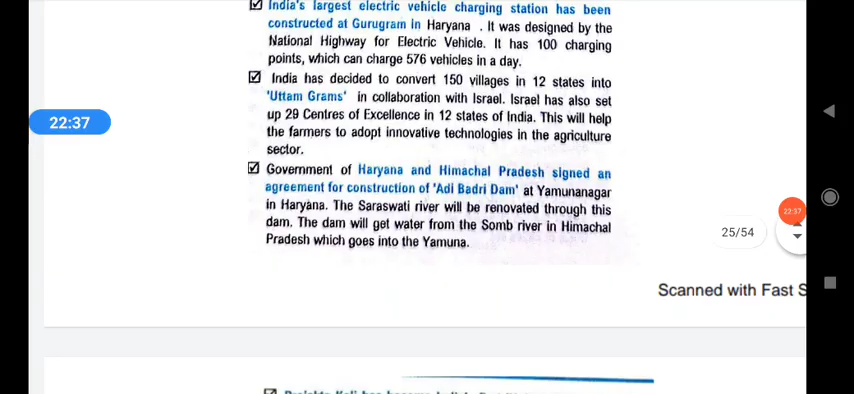 India's largest electric vehicle charging station has been
constructed at Gurugram in Haryana . It was designed by the
National Highway for Electric Vehicle. It has 100 charging
points, which can charge 576 vehicles in a day.
India has decided to convert 150 villages in 12 states into
'Uttam Grams' in collaboration with Israel. Israel has also set
up 29 Centres of Excellence in 12 states of India. This will help
the farmers to adopt innovative technologies in the agriculture
sector.
Government of Haryana and Himachal Pradesh signed an
agreement for construction of 'Adi Badri Dam' at Yamunanagar
in Haryana. The Saraswati river will be renovated through this
dam. The dam will get water from the Somb river in Himachal
Pradesh which goes into the Yamuna.
22:37
22:37
25/54
Scanned with Fast S